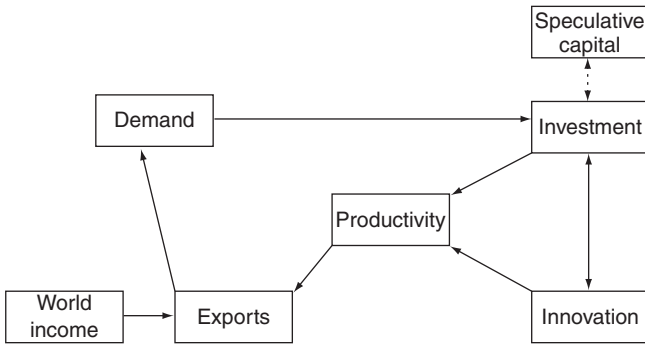 Speculative
capital
Demand
Investment
Productivity
World
income
Exports
Innovation